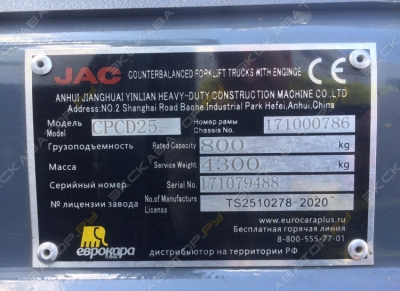 JAC COUNTERBALANCED FORKLIFT TRUCKS WITH ENGINGE CE
ANHUI JIANGHUAI YINLIAN HEAVY-DUTY CONSTRUCTION MACHINE CO.,LTD
Address:NO.2 Shanghai Road Baohe Industrial Park Hefei,Anhui,China
Модель Model CPCD25 Номер рамы Chassis No. 171000786
Грузоподъемность Rated Capacity 800 kg
Масса Service Weight 4300 kg
Серийный номер Serial No. 171079488
№ лицензии завода No.of Manufacture License TS2510278-2020
www.eurocaraplus.ru
Бесплатная горячая линия
8-800-555-77-01
еврокара
дистрибьютор на территории РФ